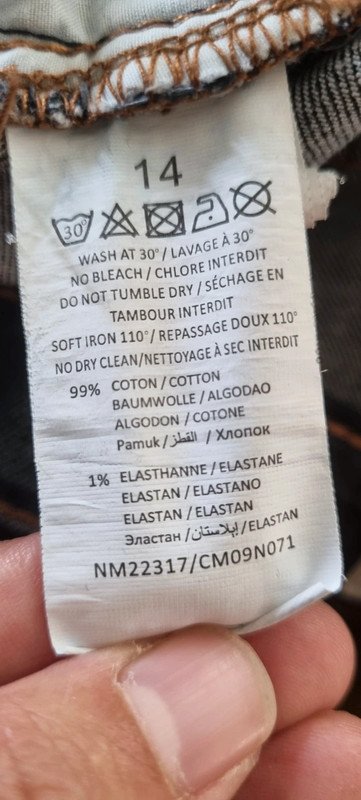 14
30°
WASH AT 30°/ LAVAGE À 30°
NO BLEACH / CHLORE INTERDIT
DO NOT TUMBLE DRY / SÉCHAGE EN
TAMBOUR INTERDIT
SOFT IRON 110°/ REPASSAGE DOUX 110°
NO DRY CLEAN/NETTOYAGE À SEC INTERDIT
99% COTON / COTTON
BAUMWOLLE / ALGODAO
ALGODON / COTONE
Pamuk / القطز / Хлопок
1% ELASTHANNE / ELASTANE
ELASTAN / ELASTANO
ELASTAN / ELASTAN
Эластан / إيلاستان / ELASTAN
NM22317/CM09N071